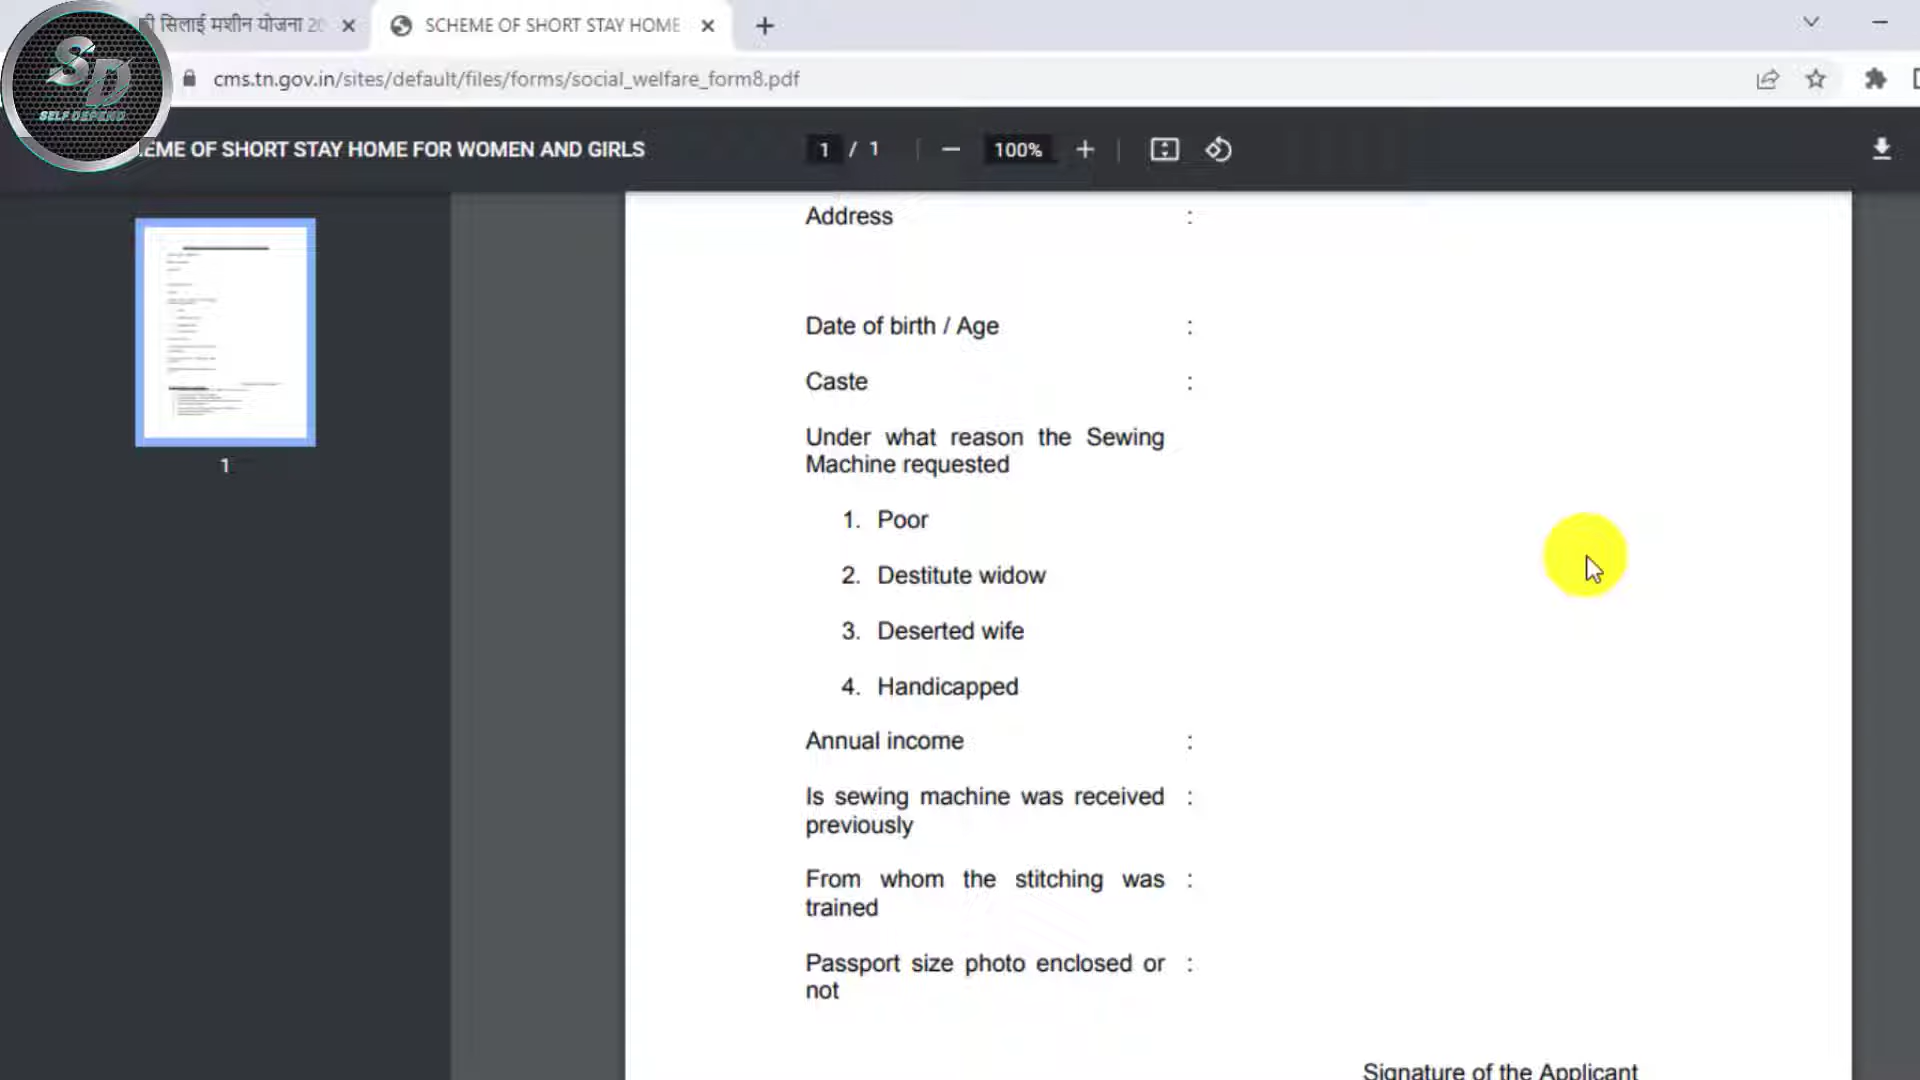 सिलाई मशीन योजना
SCHEME OF SHORT STAY HOME
cms.tn.gov.in/sites/default/files/forms/social_welfare_form8.pdf
SD
SELF DEPEND
EME OF SHORT STAY HOME FOR WOMEN AND GIRLS
1 / 1
100%
1
Address :
Date of birth / Age :
Caste :
Under what reason the Sewing
Machine requested
1. Poor
2. Destitute widow
3. Deserted wife
4. Handicapped
Annual income :
Is sewing machine was received :
previously
From whom the stitching was :
trained
Passport size photo enclosed or :
not
Signature of the Applicant